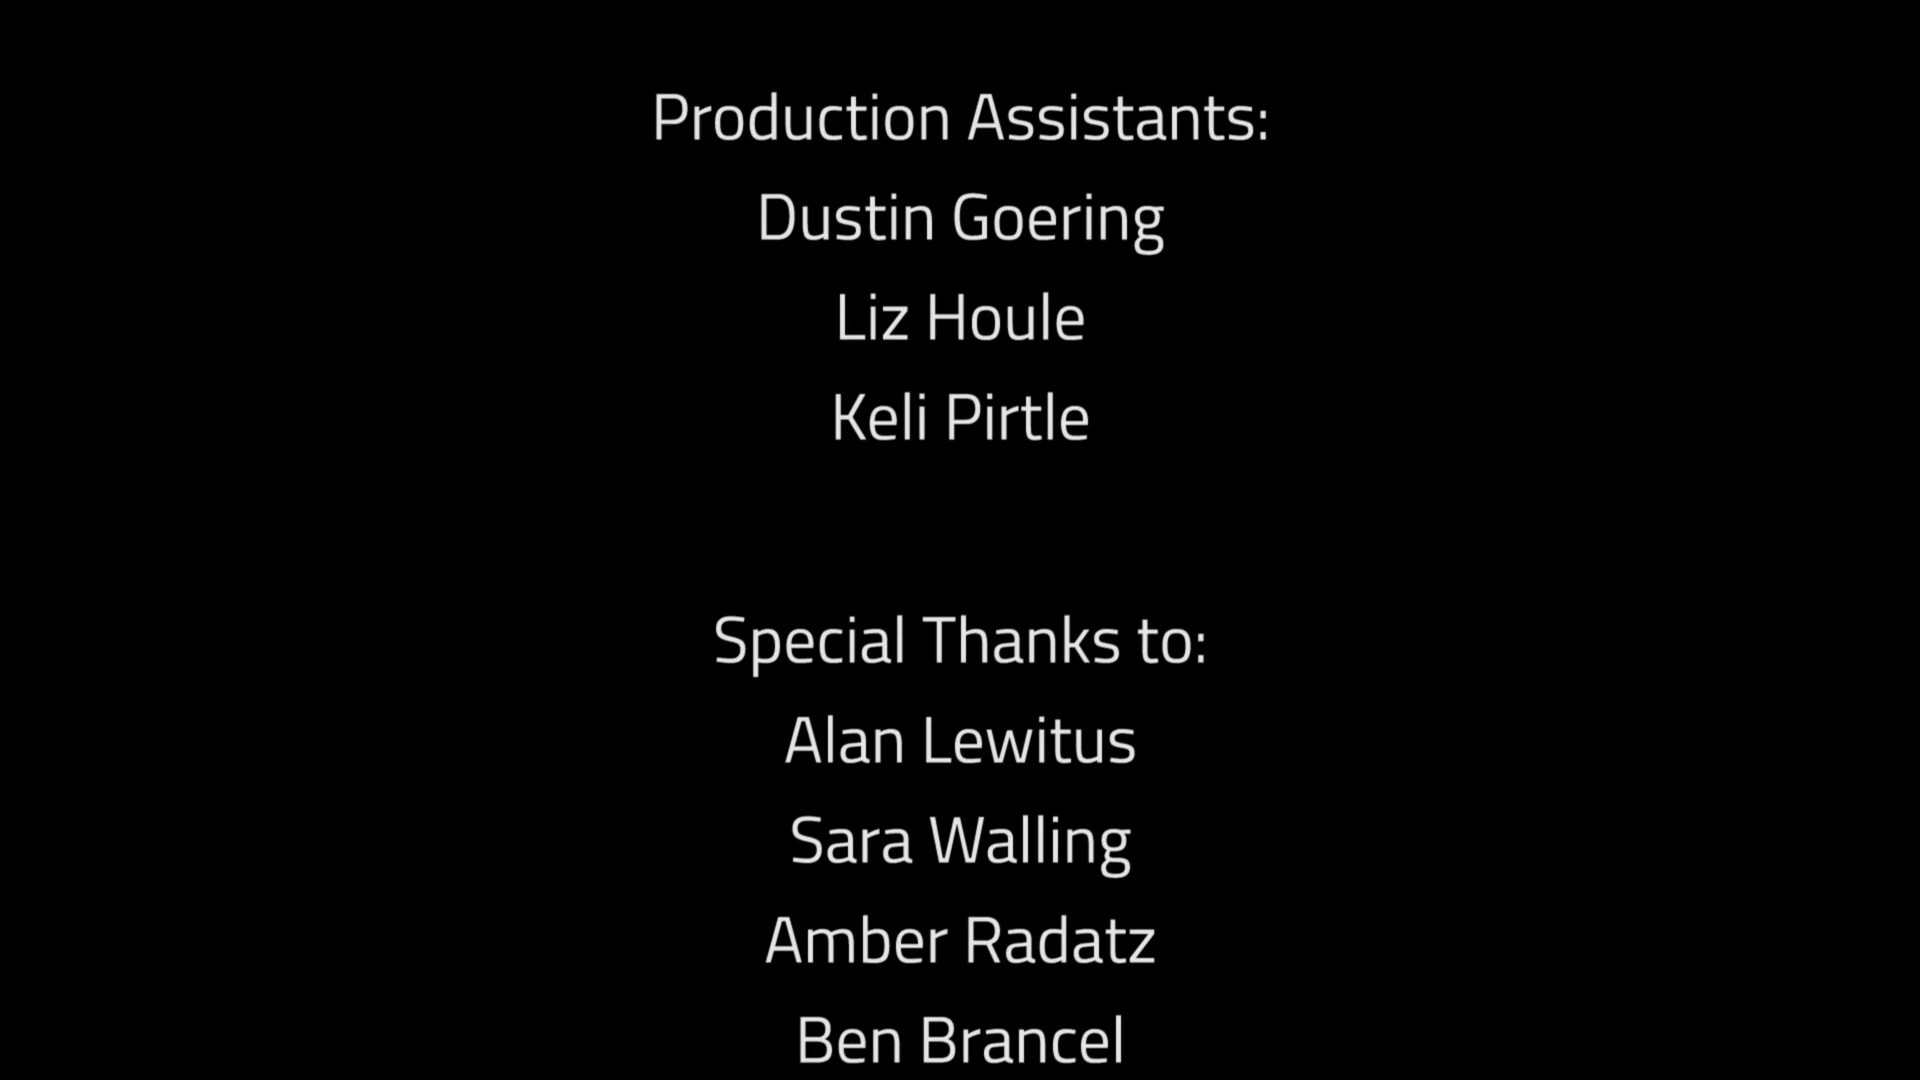 Production Assistants:
Dustin Goering
Liz Houle
Keli Pirtle
Special Thanks to:
Alan Lewitus
Sara Walling
Amber Radatz
Ben Brancel